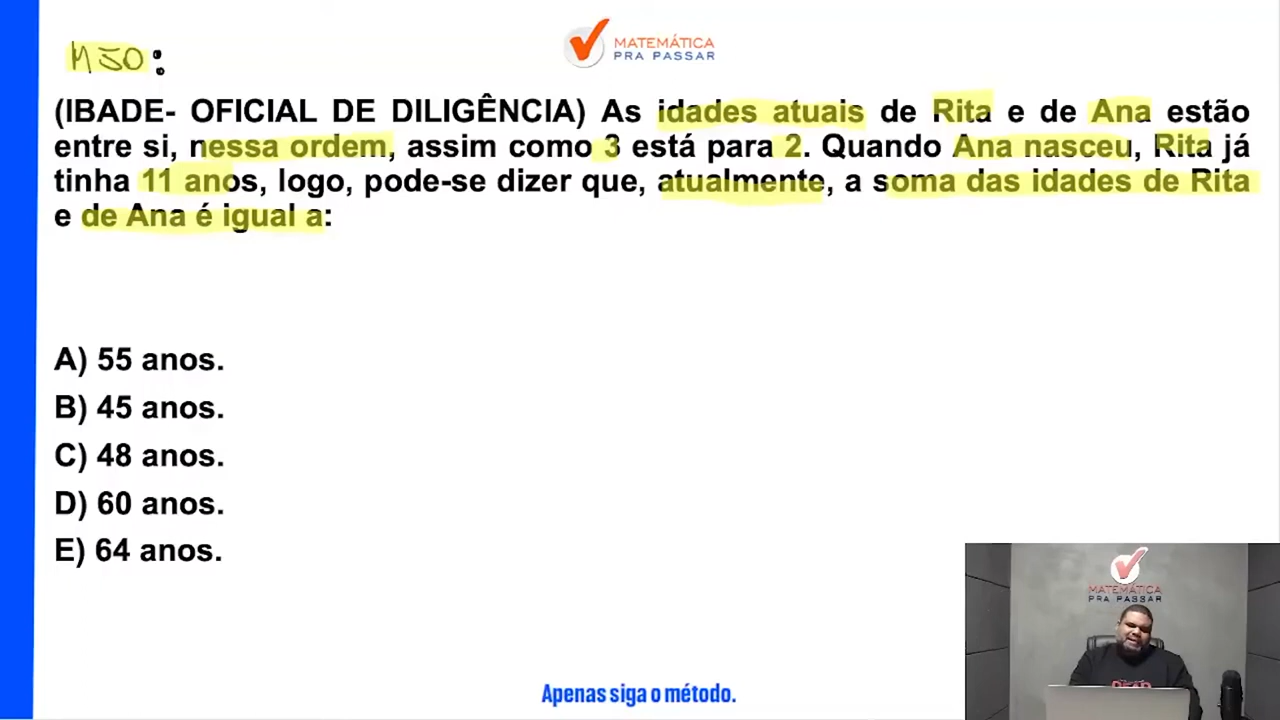 MJO:
MATEMÁTICA
PRA PASSAR
(IBADE- OFICIAL DE DILIGÊNCIA) As idades atuais de Rita e de Ana estão
entre si, nessa ordem, assim como 3 está para 2. Quando Ana nasceu, Rita já
tinha 11 anos, logo, pode-se dizer que, atualmente, a soma das idades de Rita
e de Ana é igual a:
A) 55 anos.
B) 45 anos.
C) 48 anos.
D) 60 anos.
E) 64 anos.
MATEMÁTICA
PRA PASSAR
Apenas siga o método.